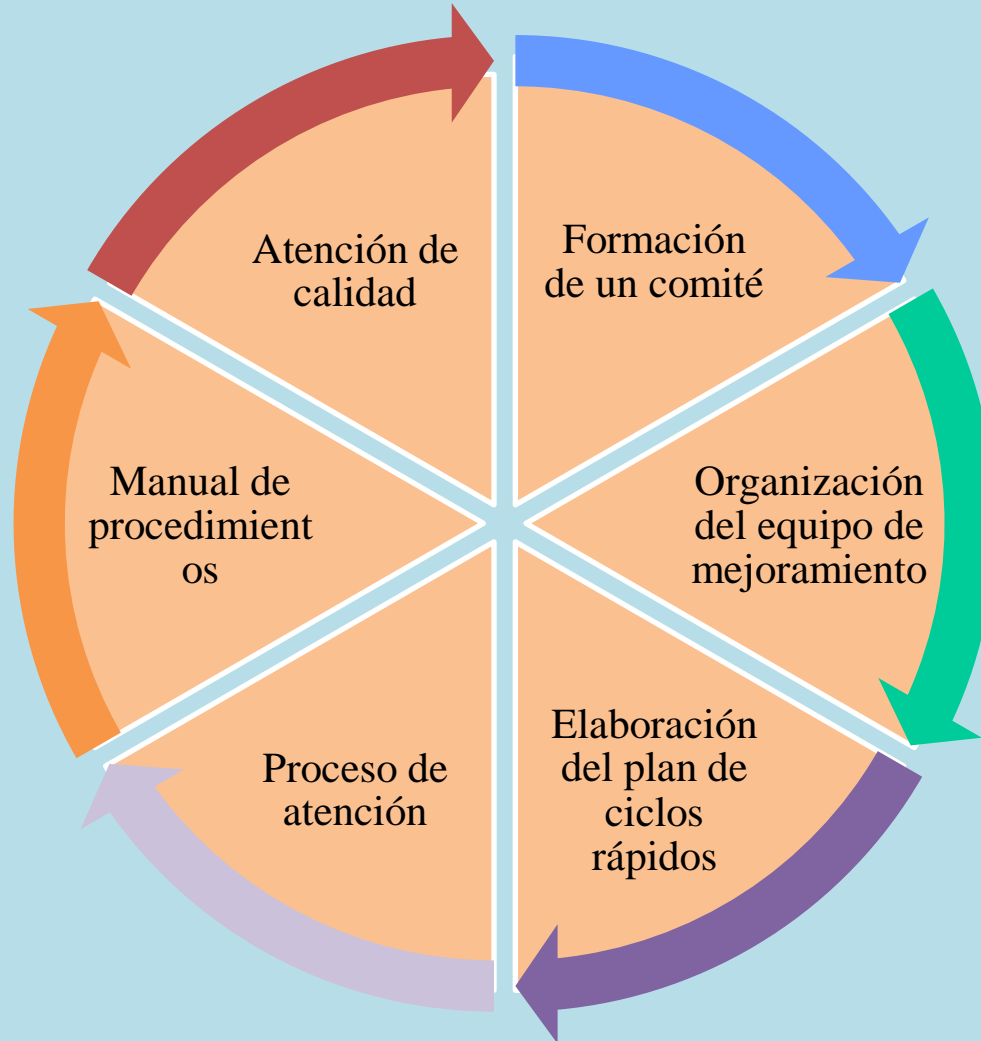 Formación
de un comité
Organización
del equipo de
mejoramiento
Elaboración
del plan de
ciclos
rápidos
Proceso de
atención
Manual de
procedimient
os
Atención de
calidad